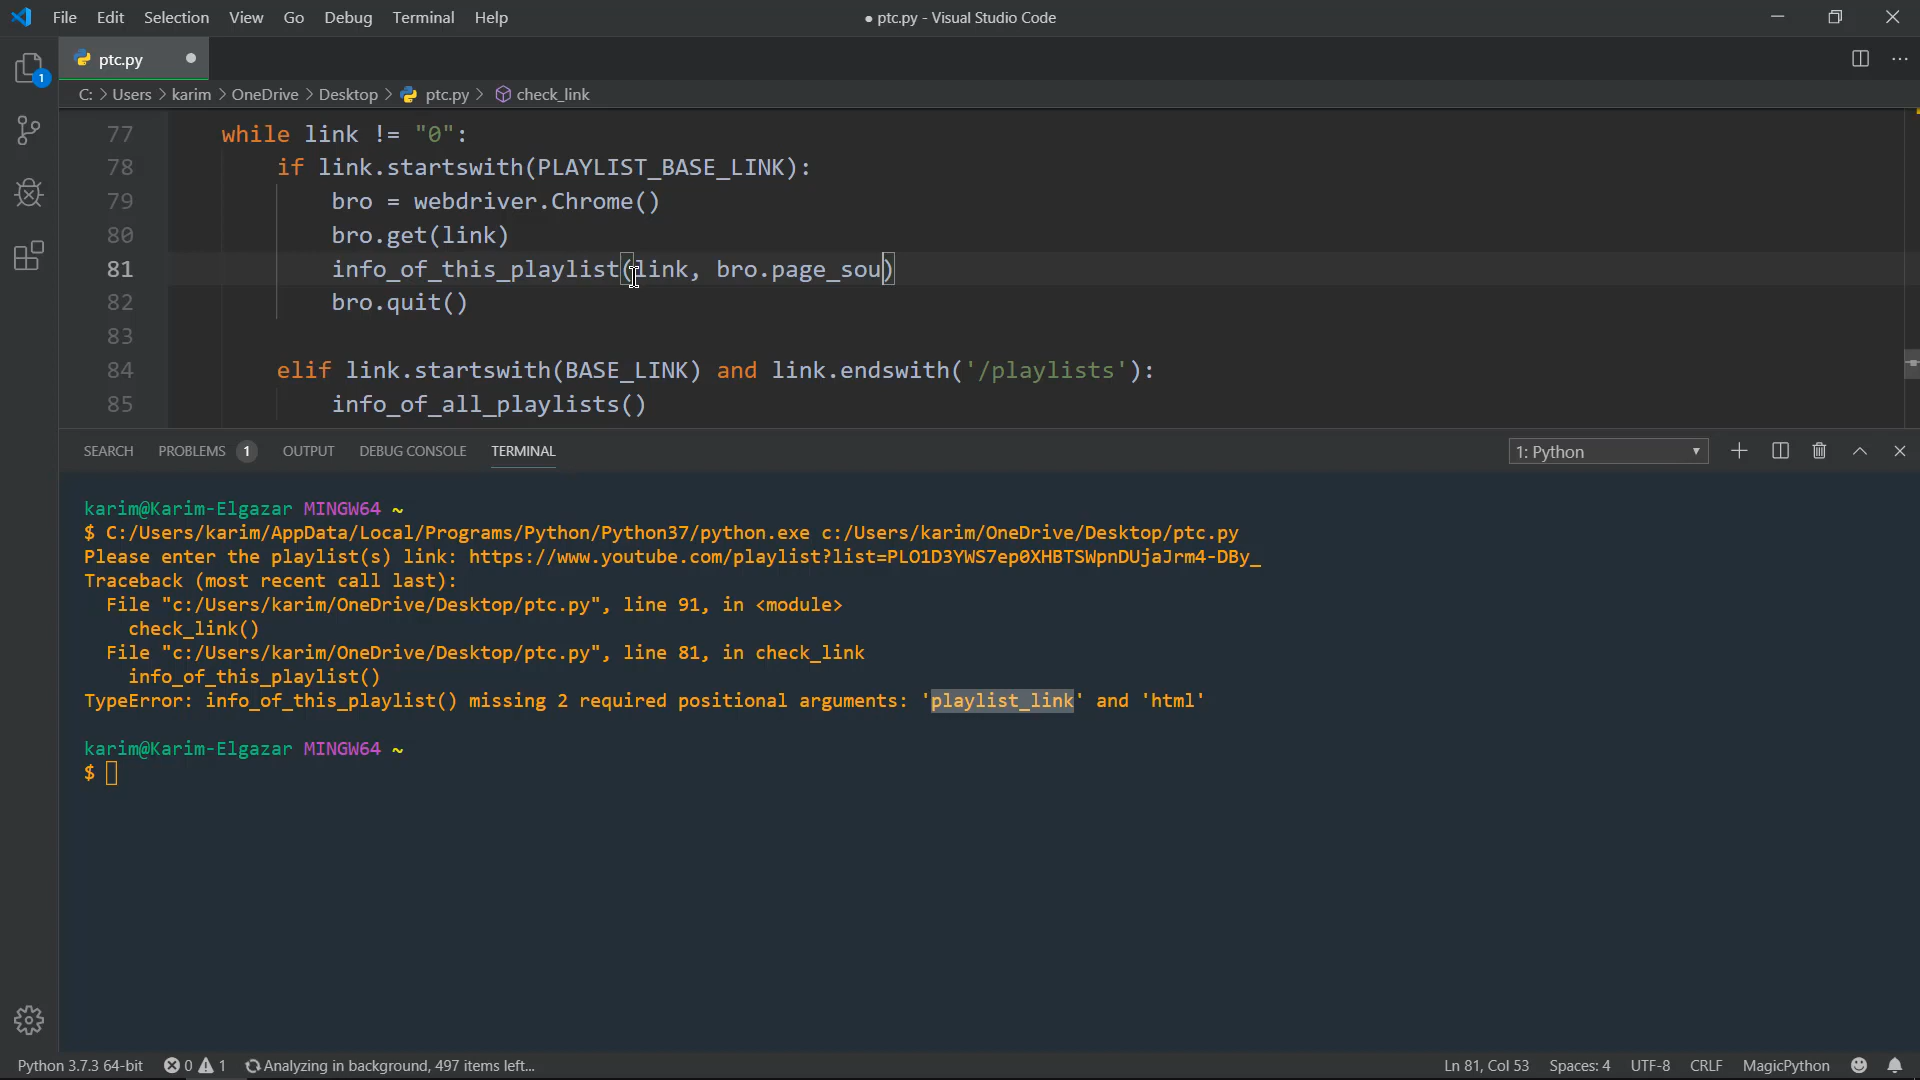 File Edit Selection View Go Debug Terminal Help
● ptc.py - Visual Studio Code
ptc.py
1
C: > Users > karim > OneDrive > Desktop > ptc.py > check_link
77 while link != "0":
78 if link.startswith(PLAYLIST_BASE_LINK):
79 bro = webdriver.Chrome()
80 bro.get(link)
81 info_of_this_playlist(link, bro.page_sou)
82 bro.quit()
83
84 elif link.startswith(BASE_LINK) and link.endswith('/playlists'):
85 info_of_all_playlists()
SEARCH PROBLEMS 1 OUTPUT DEBUG CONSOLE TERMINAL 1: Python
karim@Karim-Elgazar MINGW64 ~
$ C:/Users/karim/AppData/Local/Programs/Python/Python37/python.exe c:/Users/karim/OneDrive/Desktop/ptc.py
Please enter the playlist(s) link: https://www.youtube.com/playlist?list=PLO1D3YWS7ep0XHBTSWpnDUjaJrm4-DBy_
Traceback (most recent call last):
File "c:/Users/karim/OneDrive/Desktop/ptc.py", line 91, in <module>
check_link()
File "c:/Users/karim/OneDrive/Desktop/ptc.py", line 81, in check_link
info_of_this_playlist()
TypeError: info_of_this_playlist() missing 2 required positional arguments: 'playlist_link' and 'html'
karim@Karim-Elgazar MINGW64 ~
$
Python 3.7.3 64-bit 0 1 Analyzing in background, 497 items left... Ln 81, Col 53 Spaces: 4 UTF-8 CRLF MagicPython